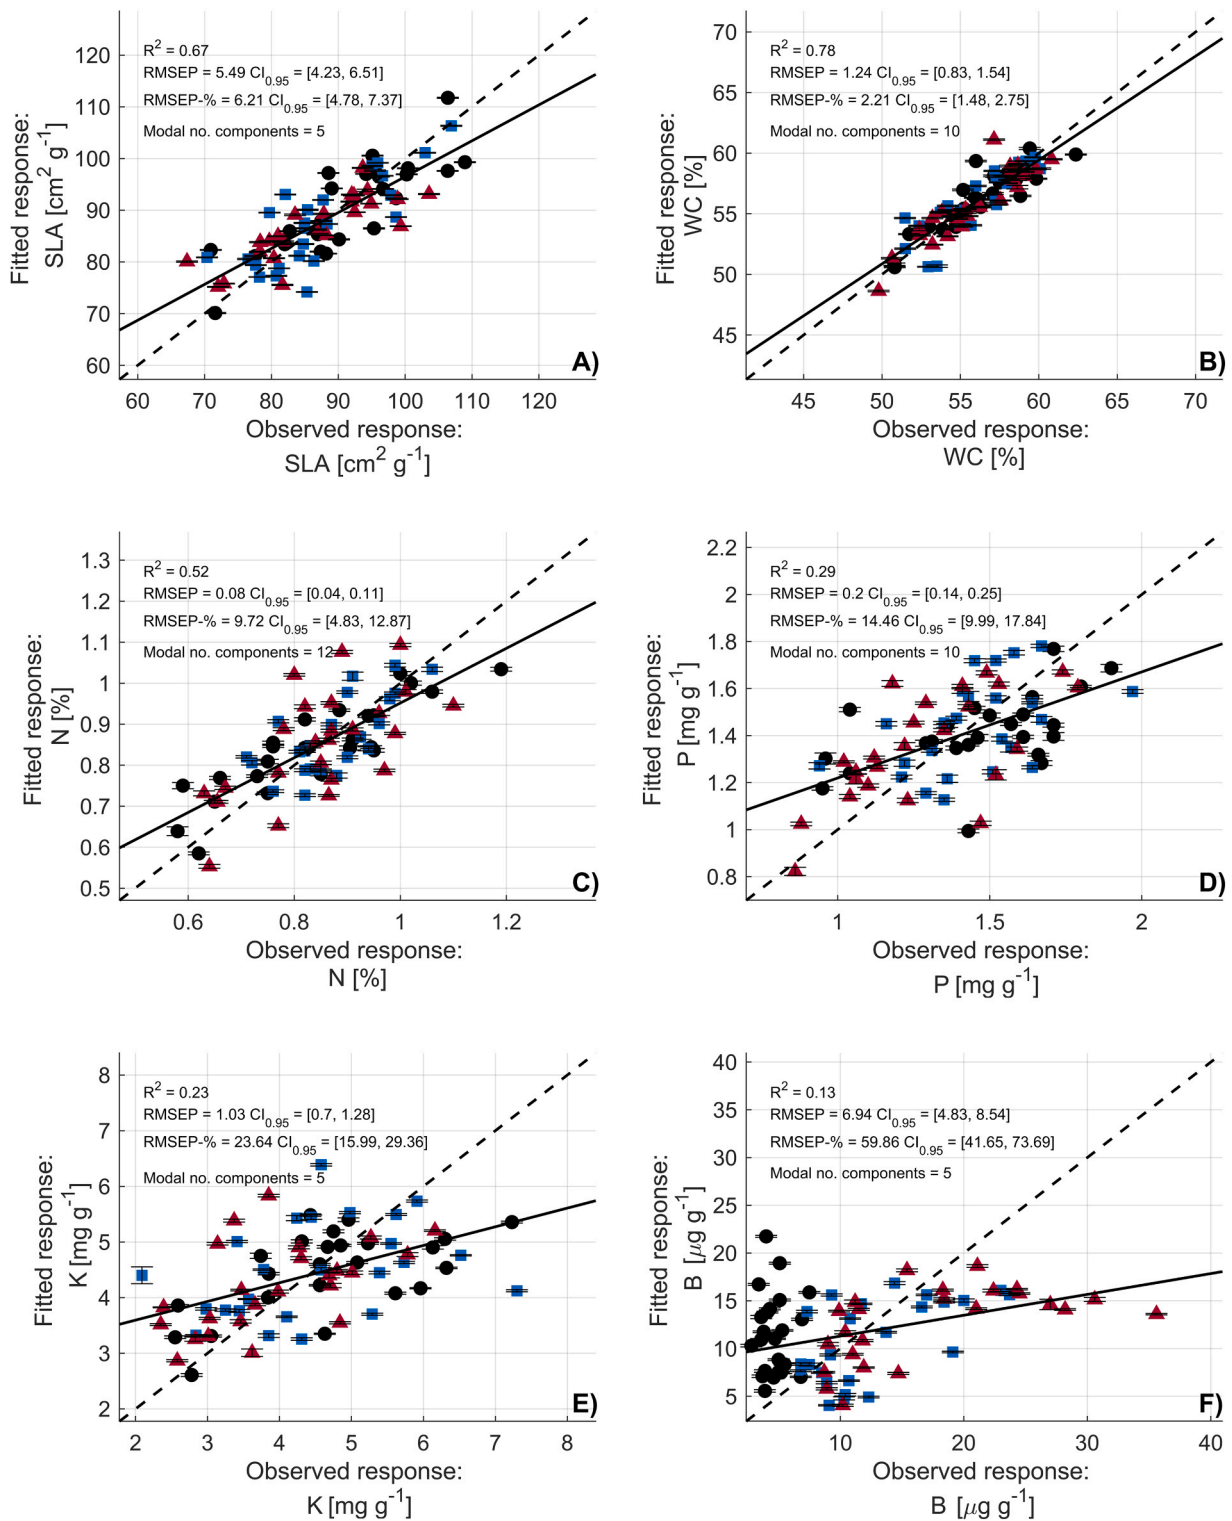 R2 = 0.67
RMSEP = 5.49 CI0.95 = [4.23, 6.51]
RMSEP-% = 6.21 CI0.95 = [4.78, 7.37]
Modal no. components = 5
120
110
100
90
80
70
60
Fitted response:
SLA [cm2 g-1]
A)
60 70 80 90 100 110 120
Observed response:
SLA [cm2 g-1]
R2 = 0.78
RMSEP = 1.24 CI0.95 = [0.83, 1.54]
RMSEP-% = 2.21 CI0.95 = [1.48, 2.75]
Modal no. components = 10
70
65
60
55
50
45
Fitted response:
WC [%]
B)
45 50 55 60 65 70
Observed response:
WC [%]
R2 = 0.52
RMSEP = 0.08 CI0.95 = [0.04, 0.11]
RMSEP-% = 9.72 CI0.95 = [4.83, 12.87]
Modal no. components = 12
1.3
1.2
1.1
1
0.9
0.8
0.7
0.6
0.5
Fitted response:
N [%]
C)
0.6 0.8 1 1.2
Observed response:
N [%]
R2 = 0.29
RMSEP = 0.2 CI0.95 = [0.14, 0.25]
RMSEP-% = 14.46 CI0.95 = [9.99, 17.84]
Modal no. components = 10
2.2
2
1.8
1.6
1.4
1.2
1
0.8
Fitted response:
P [mg g-1]
D)
1 1.5 2
Observed response:
P [mg g-1]
R2 = 0.23
RMSEP = 1.03 CI0.95 = [0.7, 1.28]
RMSEP-% = 23.64 CI0.95 = [15.99, 29.36]
Modal no. components = 5
8
7
6
5
4
3
2
Fitted response:
K [mg g-1]
E)
2 3 4 5 6 7 8
Observed response:
K [mg g-1]
R2 = 0.13
RMSEP = 6.94 CI0.95 = [4.83, 8.54]
RMSEP-% = 59.86 CI0.95 = [41.65, 73.69]
Modal no. components = 5
40
35
30
25
20
15
10
5
Fitted response:
B [μg g-1]
F)
10 20 30 40
Observed response:
B [μg g-1]